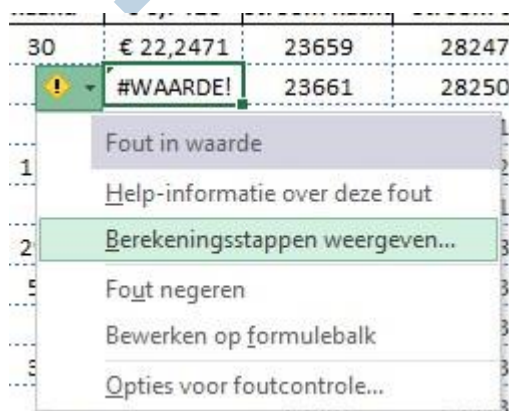 30 € 22,2471 23659 28247
#WAARDE! 23661 28250
Fout in waarde
Help-informatie over deze fout
Berekeningsstappen weergeven...
Fout negeren
Bewerken op formulebalk
Opties voor foutcontrole...